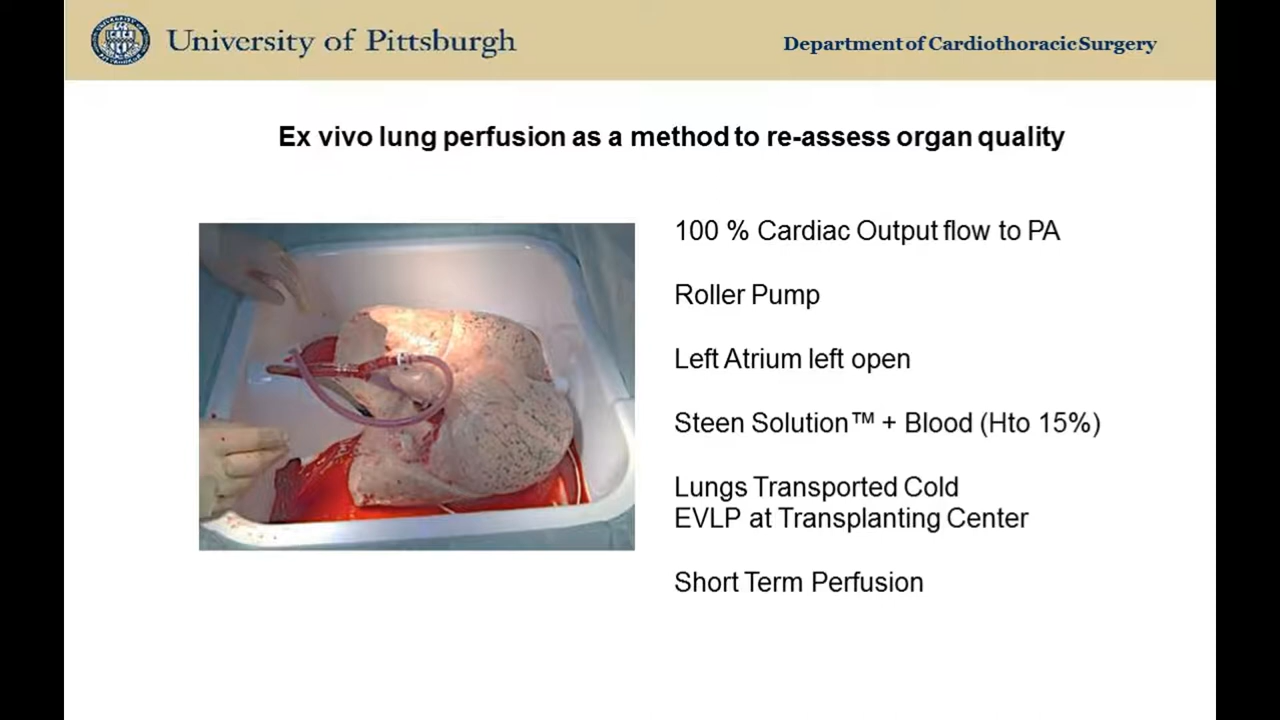 University of Pittsburgh
Department of Cardiothoracic Surgery
Ex vivo lung perfusion as a method to re-assess organ quality
100 % Cardiac Output flow to PA
Roller Pump
Left Atrium left open
Steen Solution™ + Blood (Hto 15%)
Lungs Transported Cold
EVLP at Transplanting Center
Short Term Perfusion